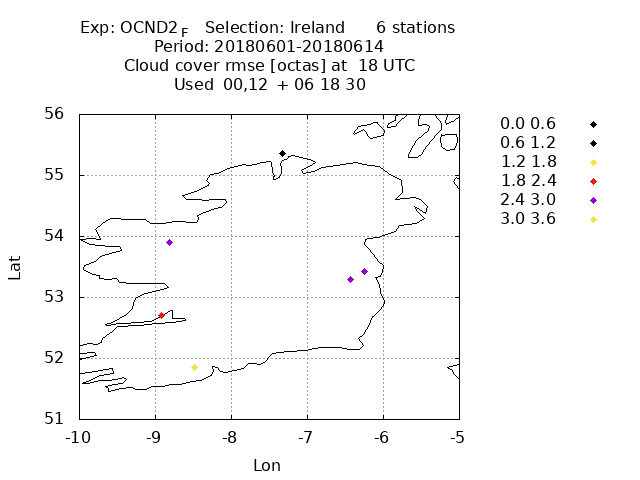 Exp: OCND2F Selection: Ireland 6 stations
Period: 20180601-20180614
Cloud cover rmse [octas] at 18 UTC
Used 00,12 + 06 18 30
56
55
54
53
52
51
-10 -9 -8 -7 -6 -5
Lat
Lon
0.0 0.6
0.6 1.2
1.2 1.8
1.8 2.4
2.4 3.0
3.0 3.6